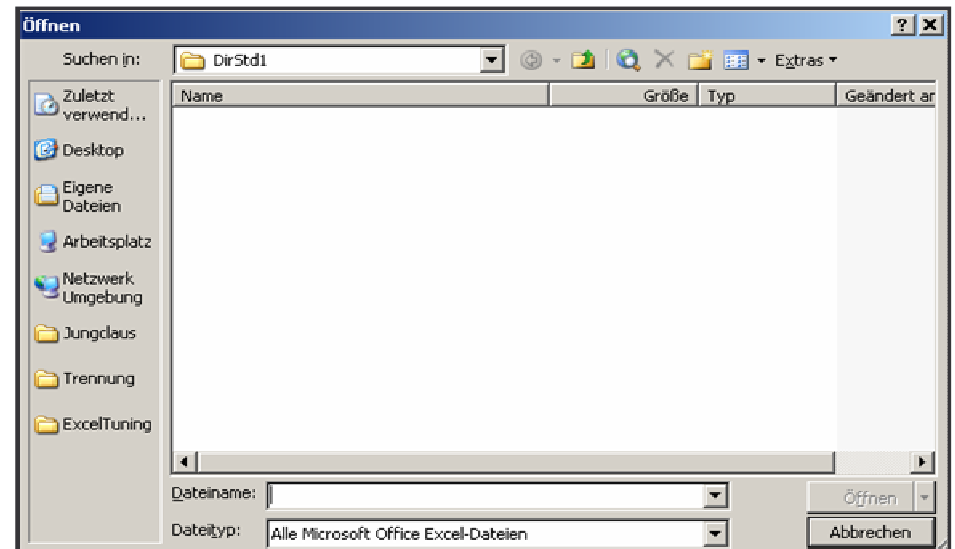 Öffnen
Suchen in: DirStd1 Extras
Name Größe Typ Geändert ar
Zuletzt
verwend...
Desktop
Eigene
Dateien
Arbeitsplatz
Netzwerk
Umgebung
Jungclaus
Trennung
ExcelTuning
Dateiname: Öffnen
Dateityp: Alle Microsoft Office Excel-Dateien Abbrechen